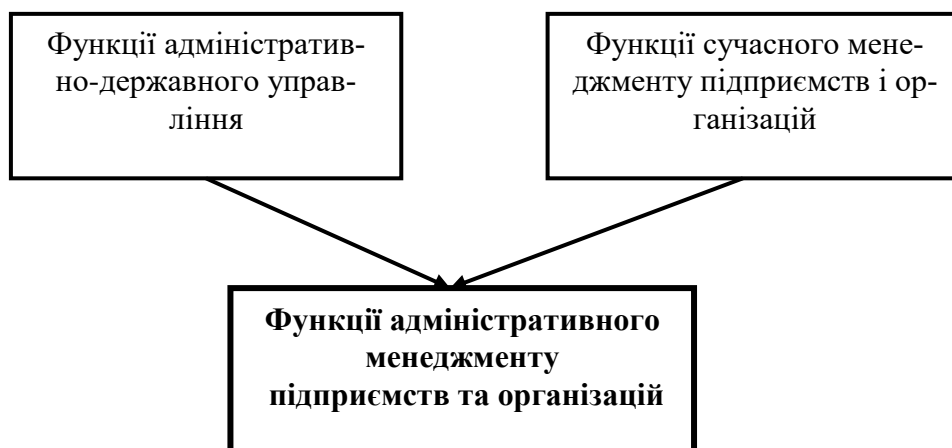 Функції адміністратив-
но-державного управ-
ління
Функції сучасного мене-
джменту підприємств і ор-
ганізацій
Функції адміністративного
менеджменту
підприємств та організацій